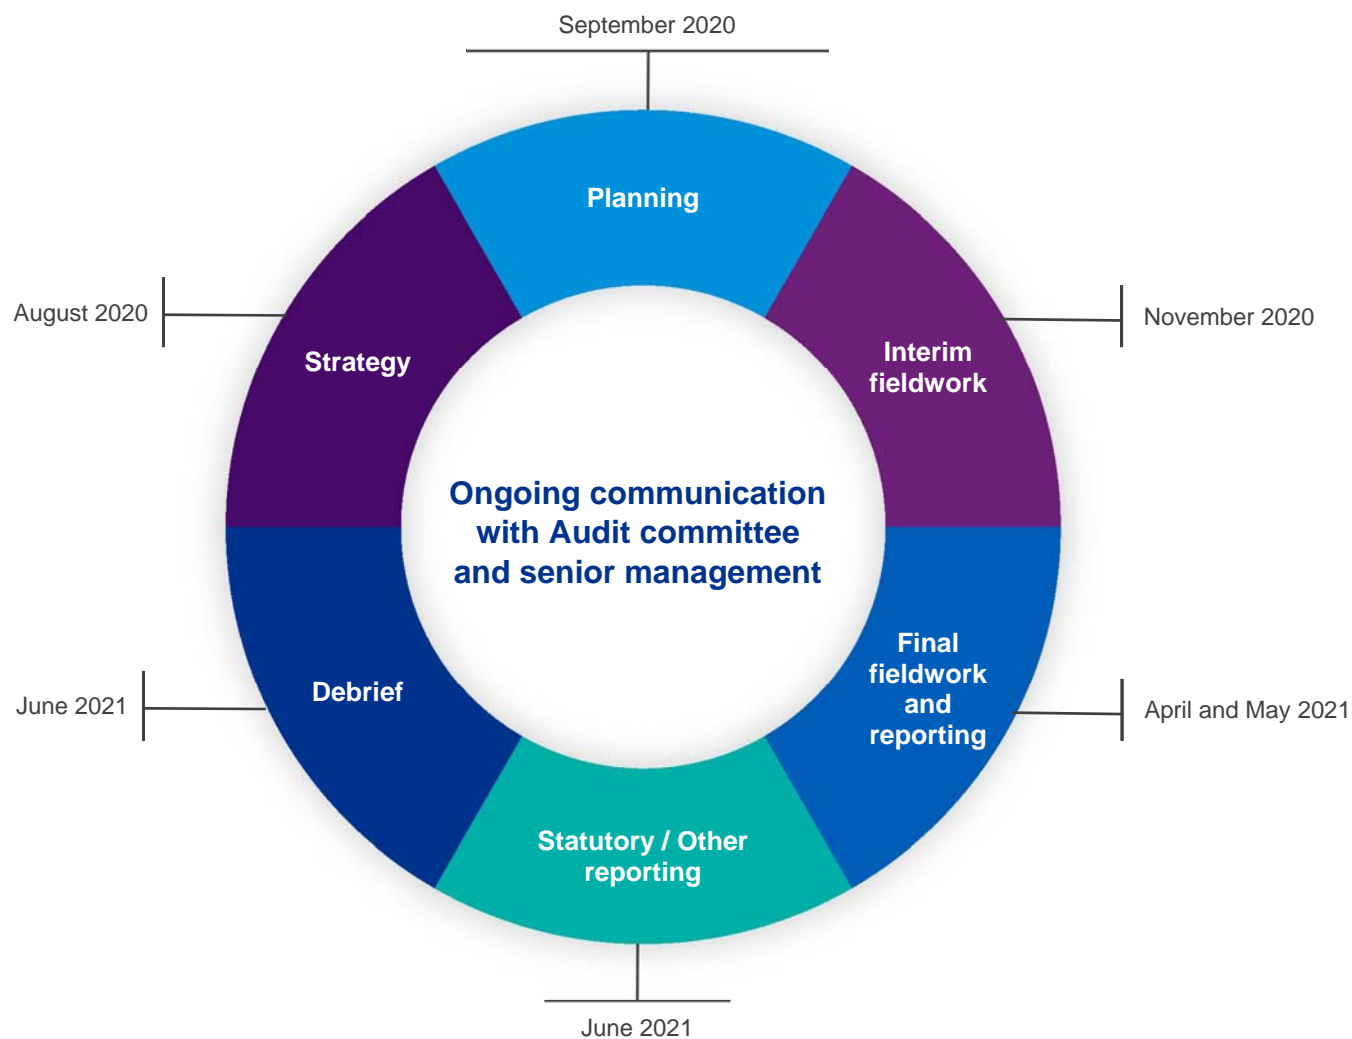 September 2020
Planning
August 2020
Strategy
Interim
fieldwork
November 2020
Ongoing communication
with Audit committee
and senior management
June 2021
Debrief
Final
fieldwork
and
reporting
April and May 2021
Statutory / Other
reporting
June 2021